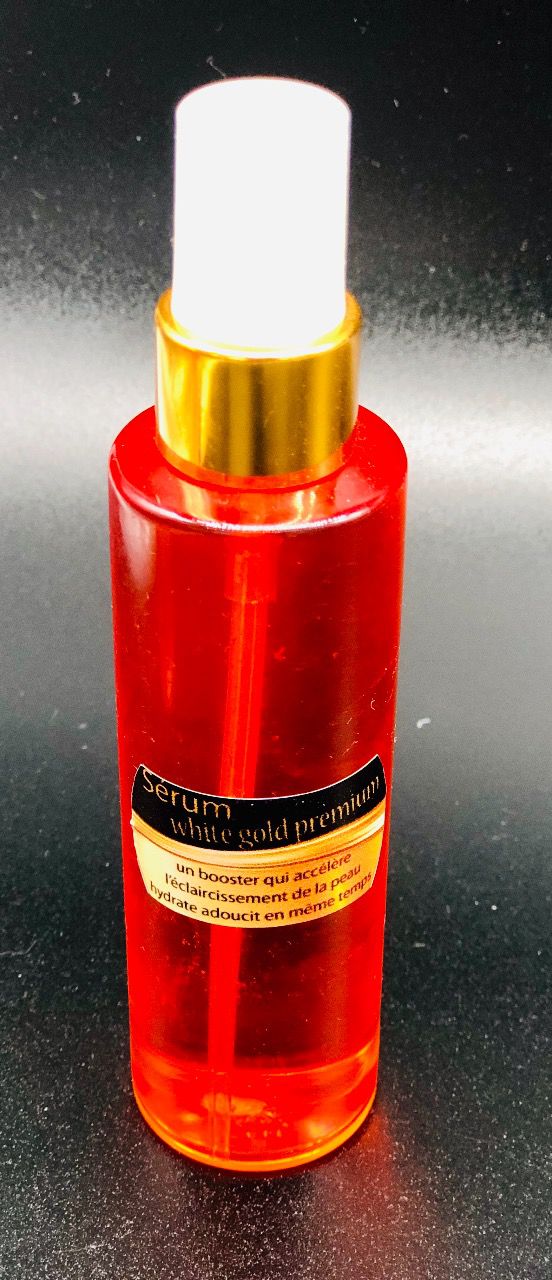 Sérum
white gold premium
un booster qui accélère
l'éclaircissement de la peau
hydrate adoucit en même temps